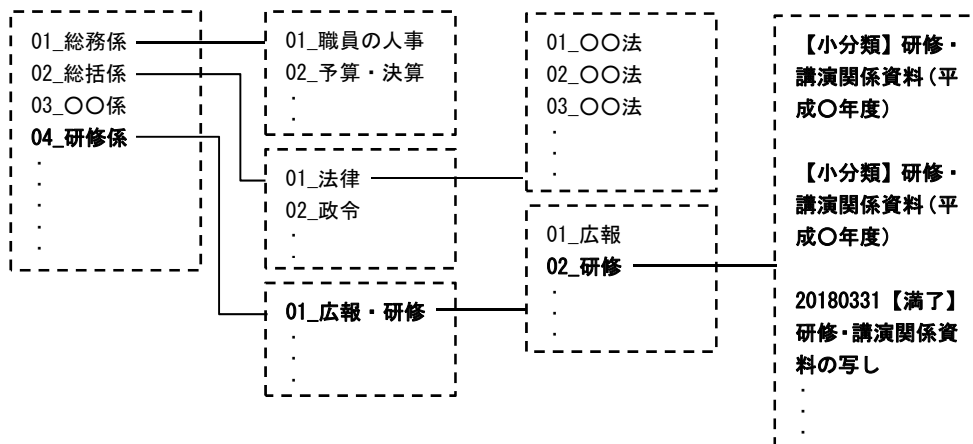 01_総務係
02_総括係
03_〇〇係
04_研修係
・
・
・
・
01_職員の人事
02_予算・決算
・
・
01_法律
02_政令
・
・
01_広報・研修
・
・
・
01_〇〇法
02_〇〇法
03_〇〇法
・
・
・
01_広報
02_研修
・
・
・
【小分類】研修・
講演関係資料(平
成〇年度)
【小分類】研修・
講演関係資料(平
成〇年度)
20180331【満了】
研修・講演関係資
料の写し
・
・
・